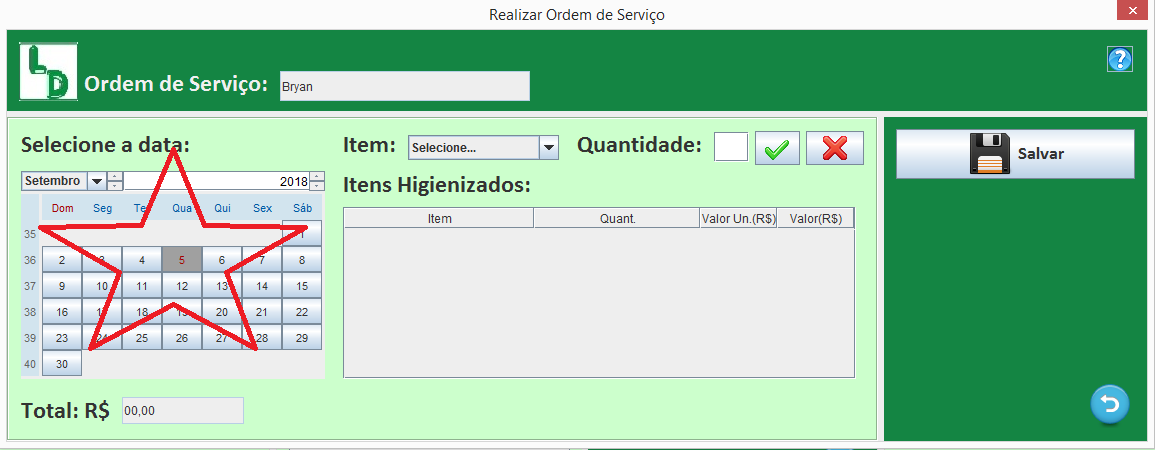 Realizar Ordem de Serviço
LD
Ordem de Serviço: Bryan
?
Selecione a data:
Setembro 2018
Dom Seg Te Qua Qui Sex Sáb
35 1
36 2 3 4 5 6 7 8
37 9 10 11 12 13 14 15
38 16 18 19 20 21 22
39 23 24 25 26 27 28 29
40 30
Total: R$ 00,00
Item: Selecione... Quantidade:
Itens Higienizados:
Item Quant. Valor Un.(R$) Valor(R$)
Salvar